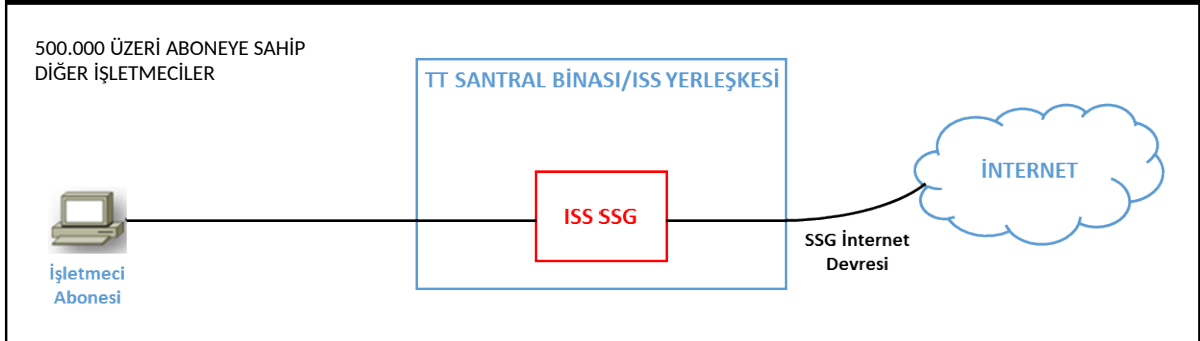 500.000 ÜZERİ ABONEYE SAHİP
DİĞER İŞLETMECİLER
TT SANTRAL BİNASI/ISS YERLEŞKESİ
İNTERNET
ISS SSG
SSG İnternet
Devresi
İşletmeci
Abonesi